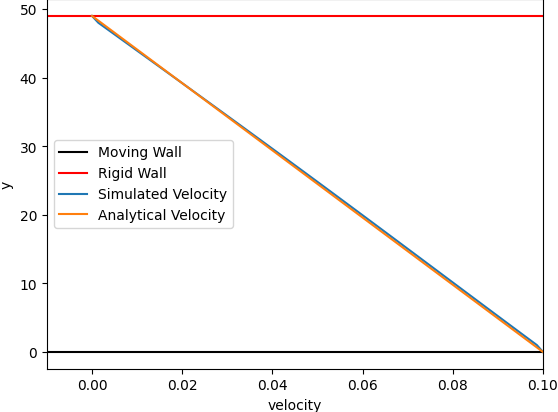 50
40
30
20
10
0
y
Moving Wall
Rigid Wall
Simulated Velocity
Analytical Velocity
0.00 0.02 0.04 0.06 0.08 0.10
velocity